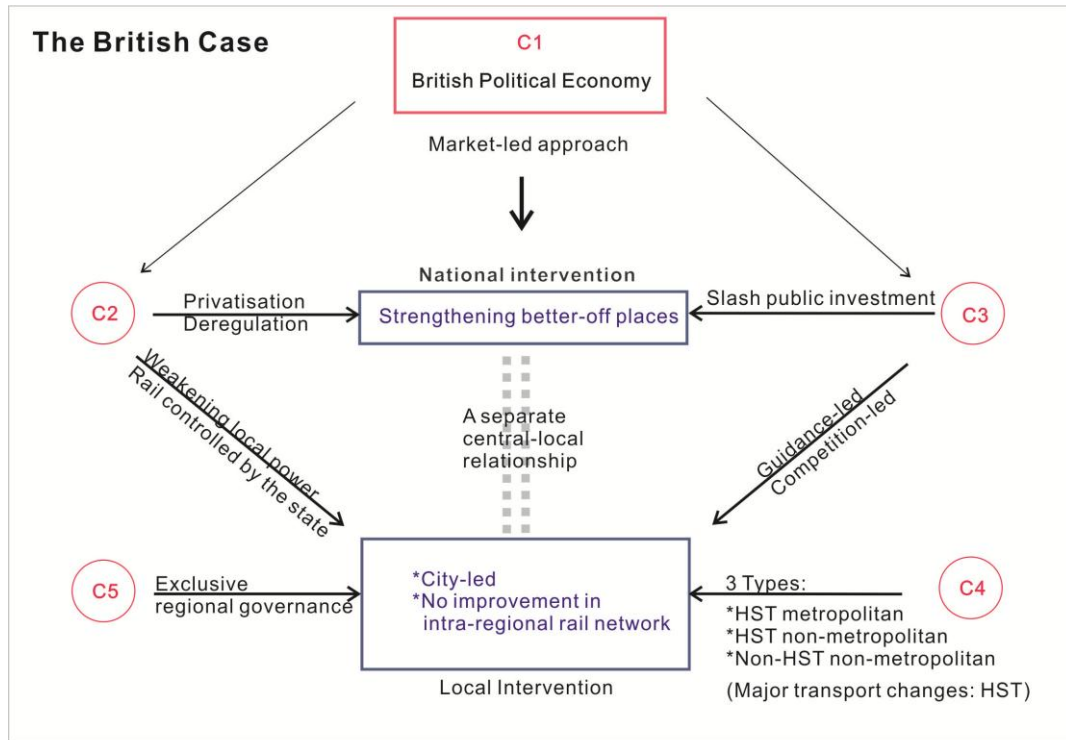 The British Case
C1
British Political Economy
Market-led approach
National intervention
C2
Privatisation
Deregulation
Strengthening better-off places
Slash public investment
C3
Weakening local power
Rail controlled by the state
A separate
central-local
relationship
Guidance-led
Competition-led
C5
Exclusive
regional governance
*City-led
*No improvement in
intra-regional rail network
3 Types:
*HST metropolitan
*HST non-metropolitan
*Non-HST non-metropolitan
(Major transport changes: HST)
C4
Local Intervention